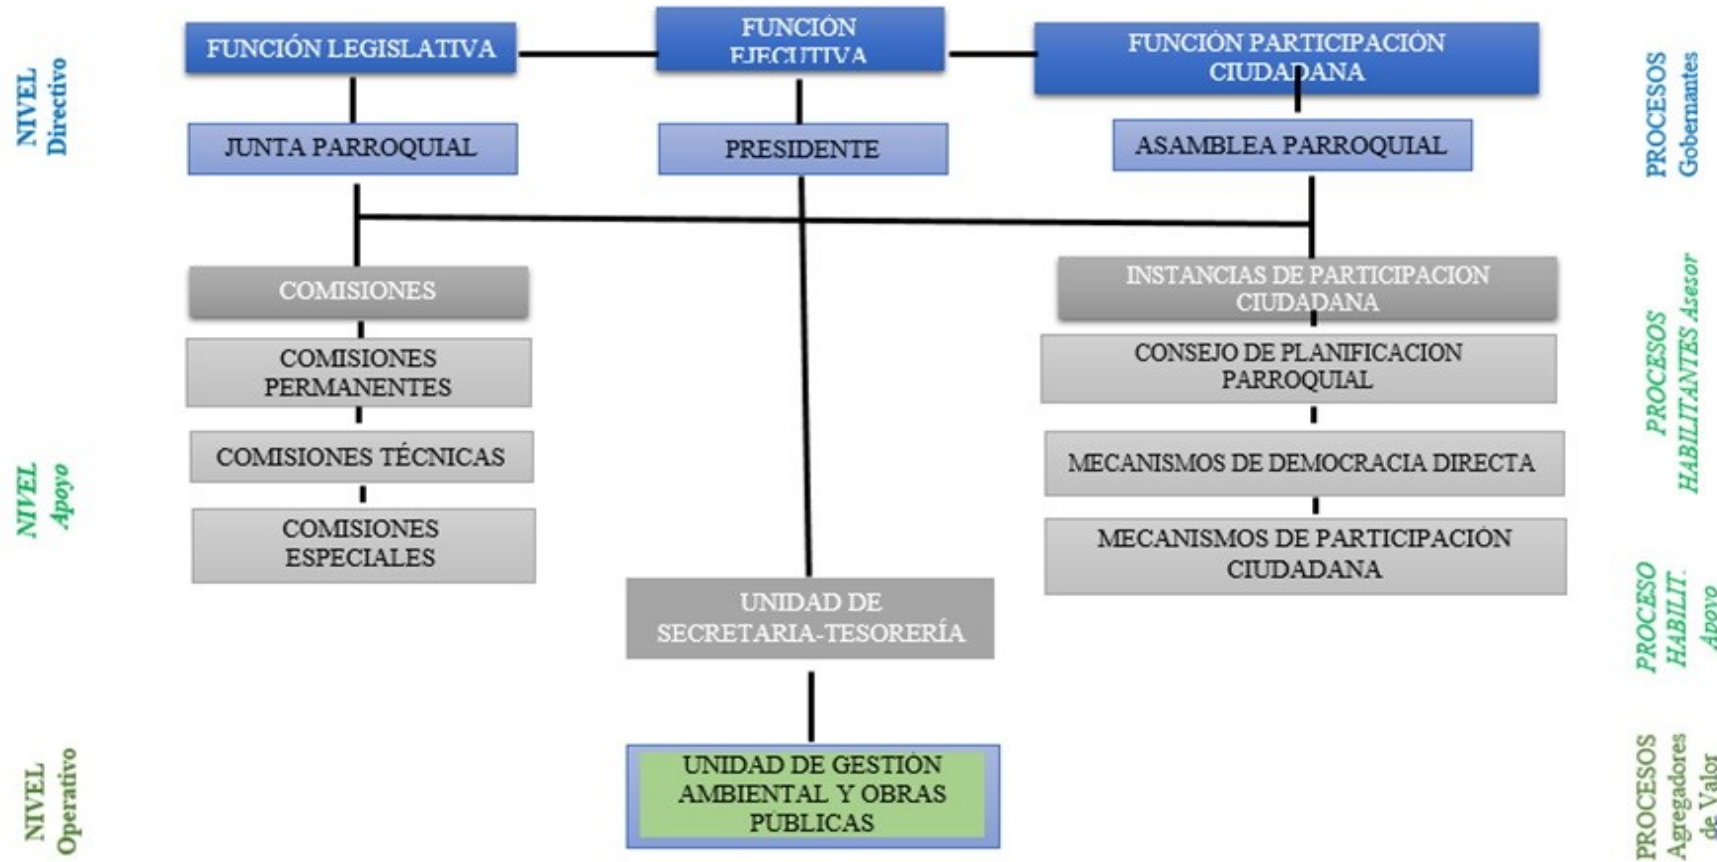 NIVEL
Directivo
FUNCIÓN LEGISLATIVA
FUNCIÓN
EJECUTIVA
FUNCIÓN PARTICIPACIÓN
CIUDADANA
PROCESOS
Gobernantes
JUNTA PARROQUIAL
PRESIDENTE
ASAMBLEA PARROQUIAL
COMISIONES
COMISIONES
PERMANENTES
COMISIONES TÉCNICAS
COMISIONES
ESPECIALES
INSTANCIAS DE PARTICIPACION
CIUDADANA
CONSEJO DE PLANIFICACION
PARROQUIAL
MECANISMOS DE DEMOCRACIA DIRECTA
MECANISMOS DE PARTICIPACIÓN
CIUDADANA
PROCESOS
HABILITANTES Asesor
NIVEL
Apoyo
UNIDAD DE
SECRETARIA-TESORERÍA
PROCESO
HABILIT.
Apoyo
NIVEL
Operativo
UNIDAD DE GESTIÓN
AMBIENTAL Y OBRAS
PÚBLICAS
PROCESOS
Agregadores
de Valor